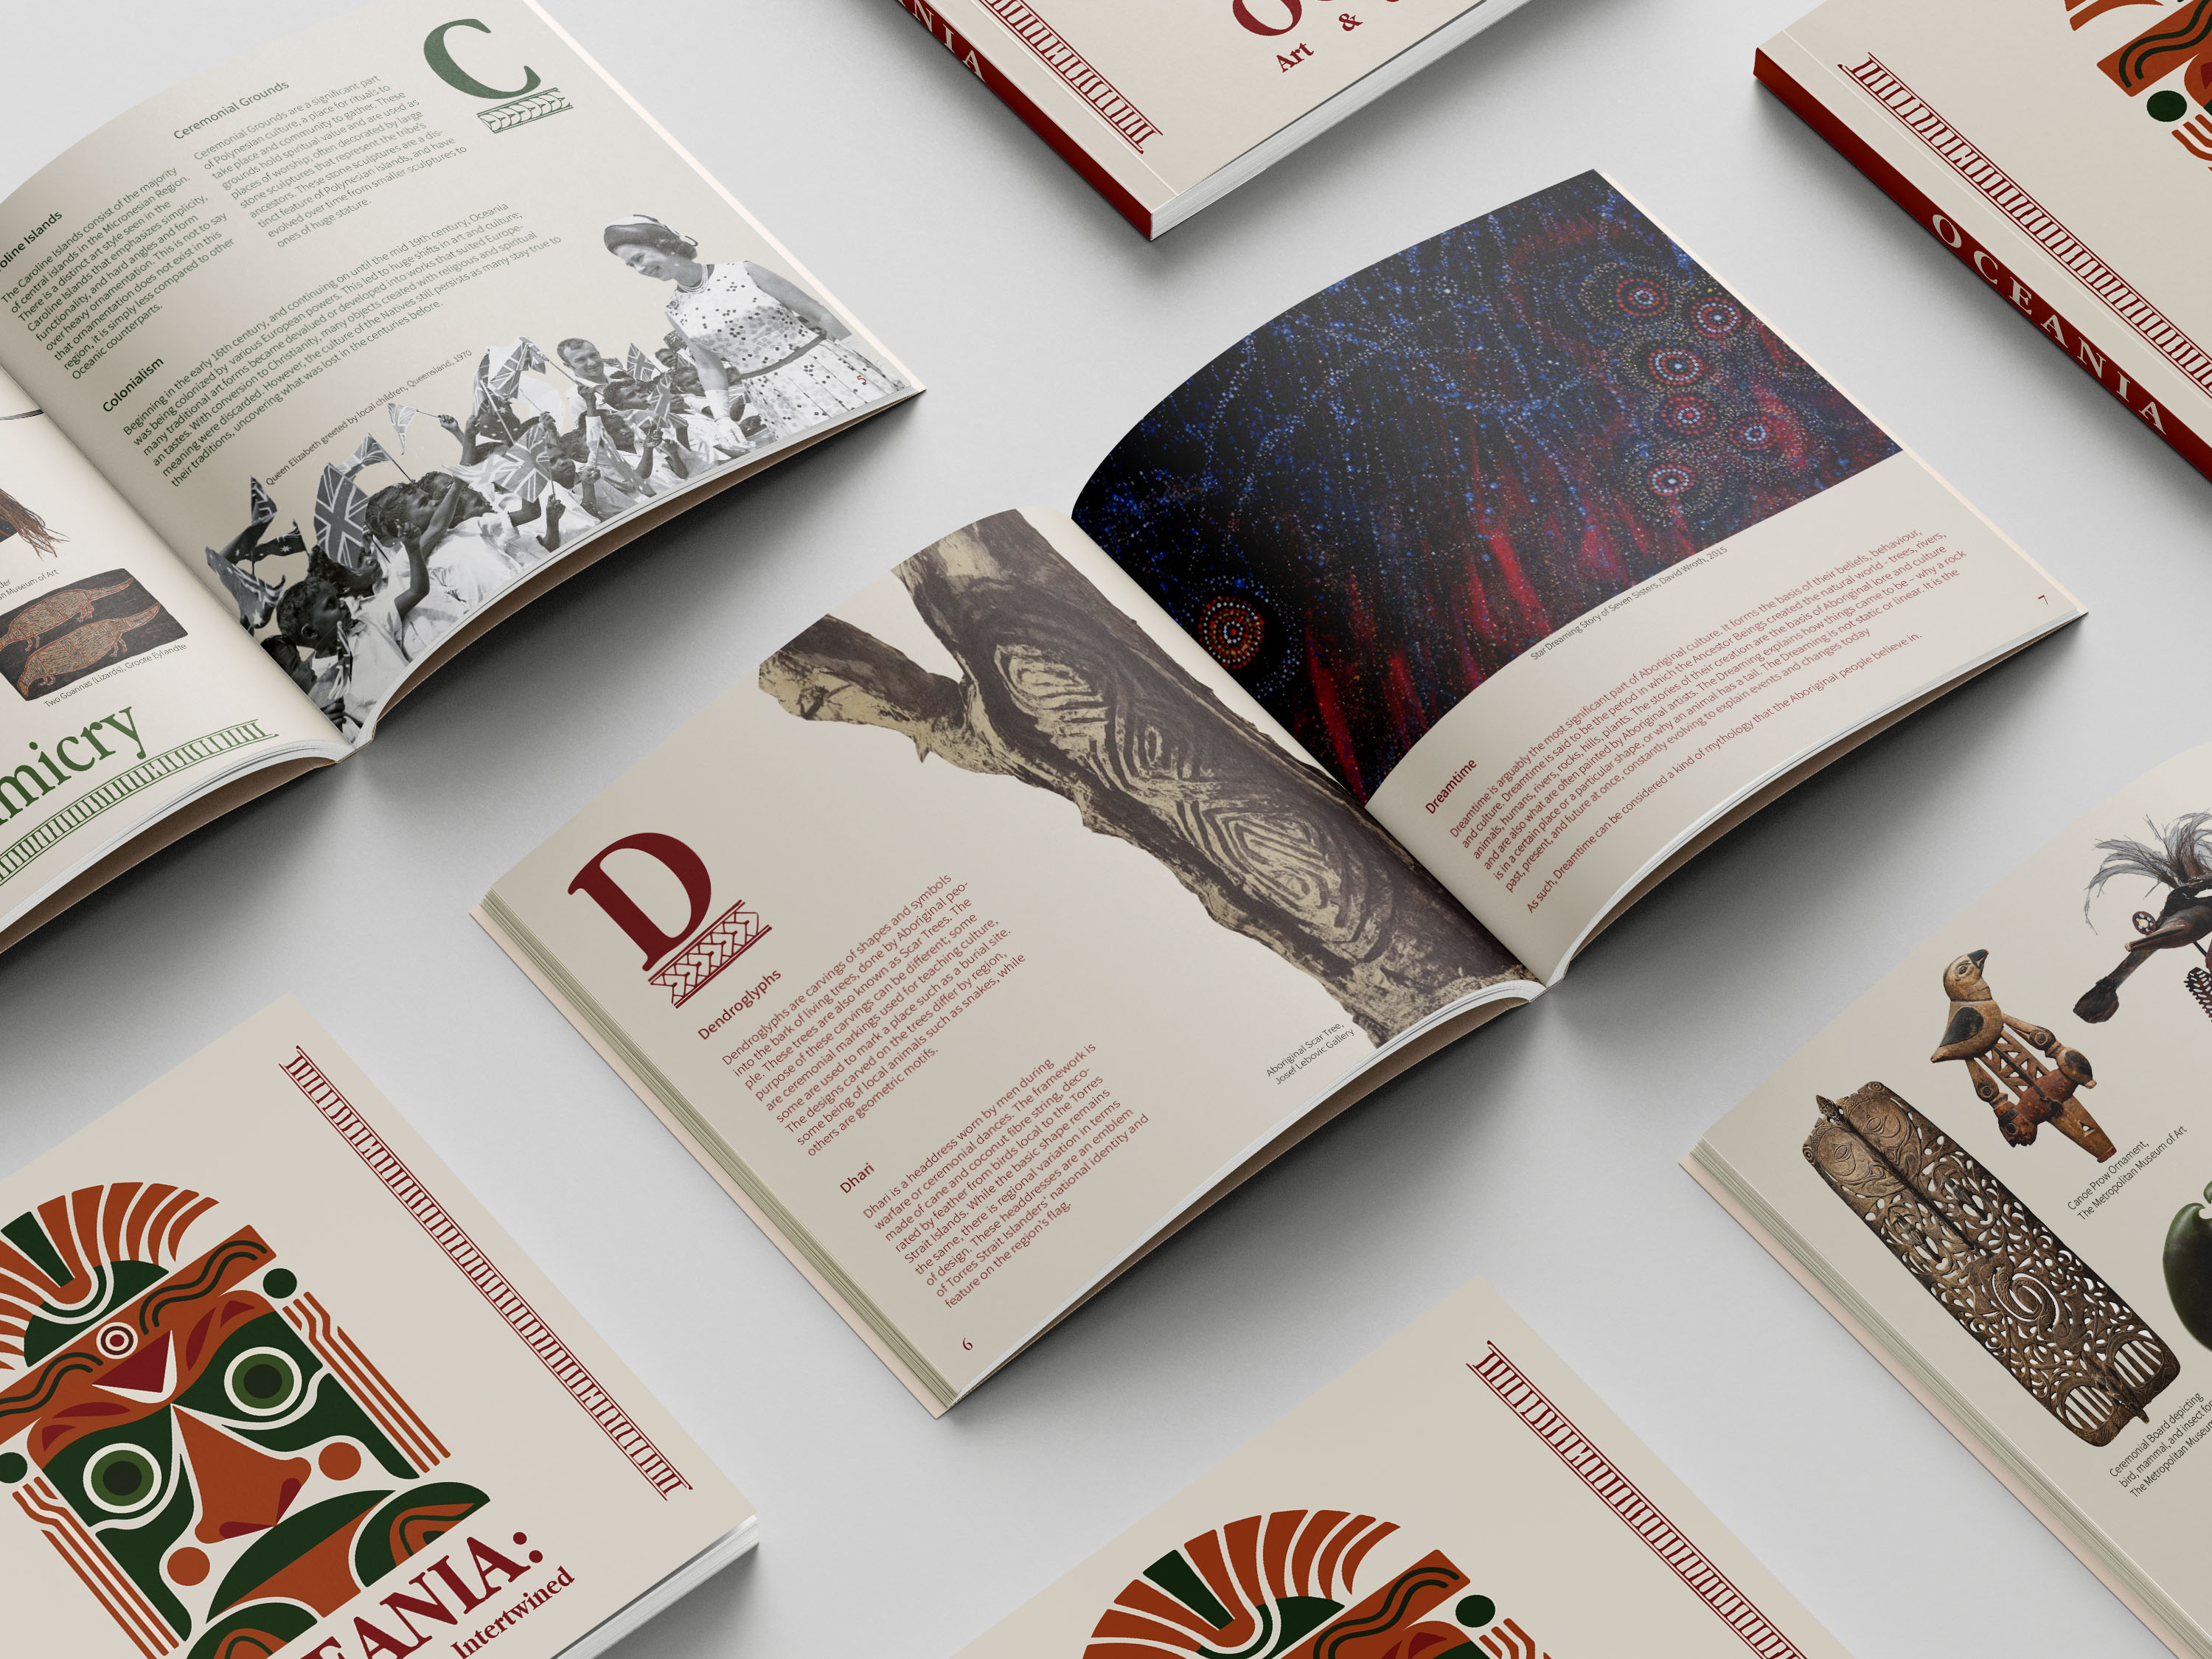 C
Ceremonial Grounds
Ceremonial Grounds are a significant part
of Polynesian culture, a place for rituals to
take place and community to gather. These
grounds hold spiritual value and are used as
places of worship; often decorated by large
stone sculptures that represent the tribe's
ancestors. These stone sculptures are a dis-
tinct feature of Polynesian Islands, and have
evolved over time from smaller sculptures to
ones of huge stature.
Islands
The Caroline Islands consist of the majority
of central islands in the Micronesian Region.
There is a distinct art style seen in the
Caroline Islands that emphasizes simplicity,
functionality, and hard angles and form
over heavy ornamentation. This is not to say
that ornamentation does not exist in this
region, it is simply less compared to other
Oceanic counterparts.
Colonialism
Beginning in the early 16th century, and continuing on until the mid 19th century, Oceania
was being colonized by various European powers. This led to huge shifts in art and culture;
many traditional art forms became devalued or developed into works that suited Europe-
an tastes. With conversion to Christianity, many objects created with religious and spiritual
meaning were discarded. However, the culture of the Natives still persists as many stay true to
their traditions, uncovering what was lost in the centuries before.
Queen Elizabeth greeted by local children, Queensland, 1970
5
Museum of Art
Two Goannas (Lizards), Groote Eylandte
micry
NIA
Art &
OCEANIA
D
Dendroglyphs
Dendroglyphs are carvings of shapes and symbols
into the bark of living trees, done by Aboriginal peo-
ple. These trees are also known as Scar Trees. The
purpose of these carvings can be different; some
are ceremonial markings used for teaching culture,
some are used to mark a place such as a burial site.
The designs carved on the trees differ by region,
some being of local animals such as snakes, while
others are geometric motifs.
Dhari
Dhari is a headdress worn by men during
warfare or ceremonial dances. The framework is
made of cane and coconut fibre string, deco-
rated by feather from birds local to the Torres
Strait Islands. While the basic shape remains
the same, there is regional variation in terms
of design. These headdresses are an emblem
of Torres Strait Islanders' national identity and
feature on the region's flag.
6
Aboriginal Scar Tree,
Josef Lebovic Gallery
Star Dreaming Story of Seven Sisters, David Wroth, 2015
Dreamtime
Dreamtime is arguably the most significant part of Aboriginal culture. It forms the basis of their beliefs, behaviour,
and culture. Dreamtime is said to be the period in which the Ancestor Beings created the natural world - trees, rivers,
animals, humans, rivers, rocks, hills, plants. The stories of their creation are the basis of Aboriginal lore and culture
and are also what are often painted by Aboriginal artists. The Dreaming explains how things came to be – why a rock
is in a certain place or a particular shape, or why an animal has a tail. The Dreaming is not static or linear. It is the
past, present, and future at once, constantly evolving to explain events and changes today
As such, Dreamtime can be considered a kind of mythology that the Aboriginal people believe in.
7
Canoe Prow Ornament,
The Metropolitan Museum of Art
Ceremonial Board depicting
bird, mammal, and insect
The Metropolitan
EANIA:
Intertwined